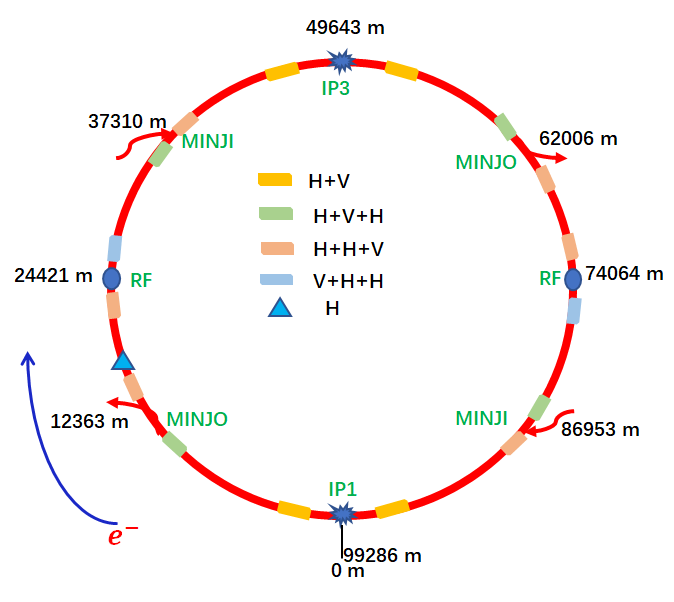 49643 m
IP3
37310 m
MINJI
62006 m
MINJO
H+V
H+V+H
H+H+V
V+H+H
H
24421 m
RF
RF
74064 m
12363 m
MINJO
MINJI
86953 m
IP1
e⁻
99286 m
0 m